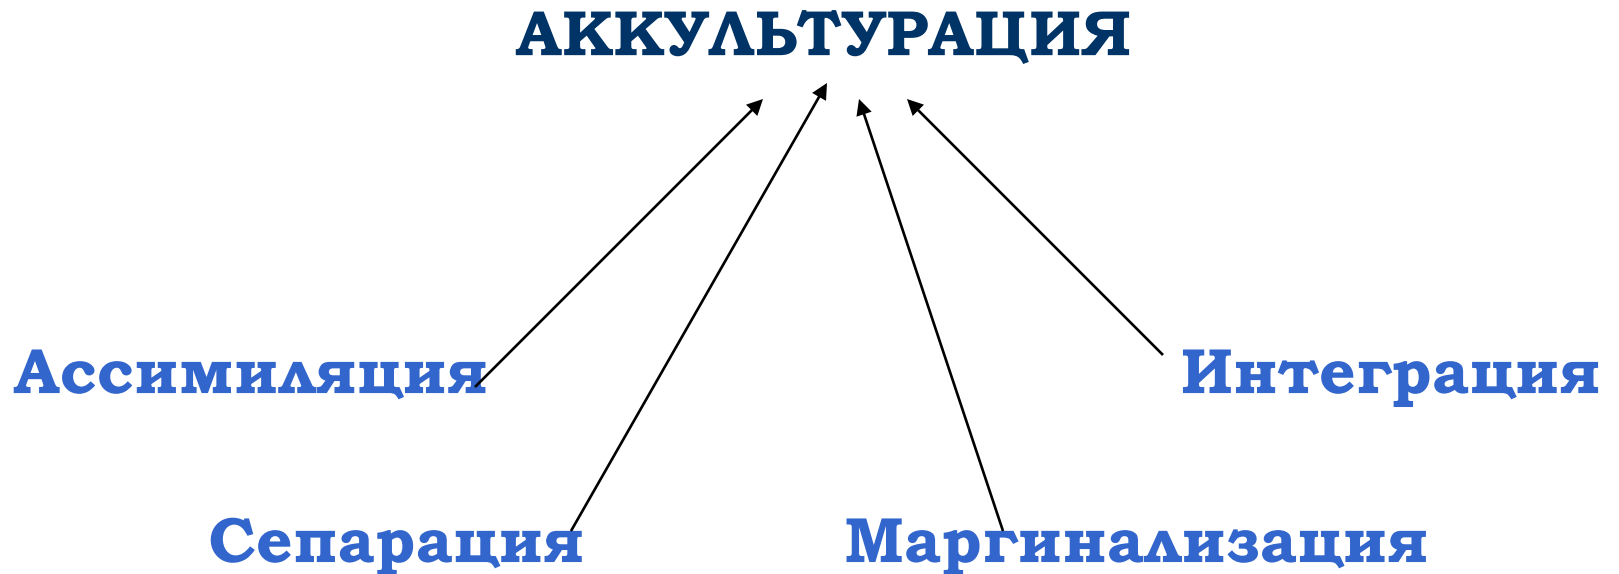 АККУЛЬТУРАЦИЯ
Ассимиляция
Интеграция
Сепарация
Маргинализация